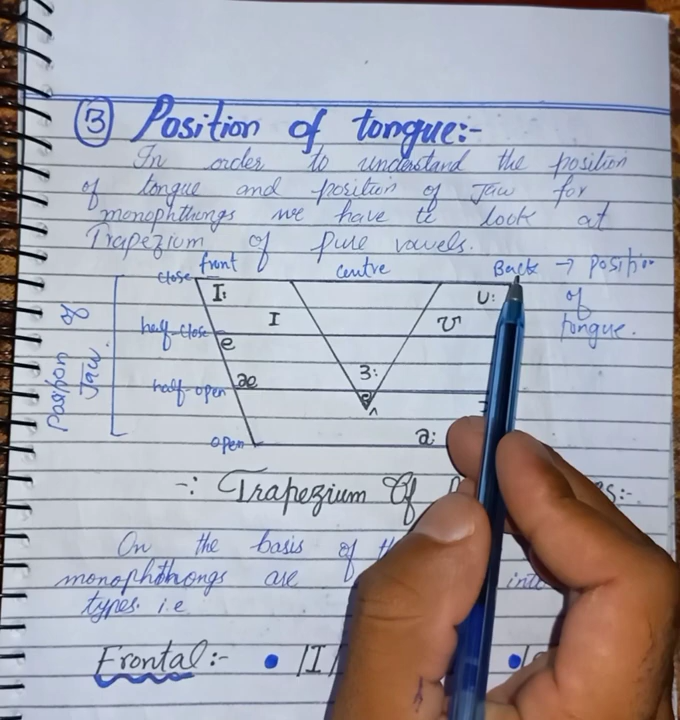 3 Position of tongue:-
In order to understand the position
of tongue and position of Jaw for
monophthongs we have to look at
Trapezium of pure vowels.
front centre Back → position
of
tongue.
close I: U:
I ʊ
half-close e
Position of Jaw
half-open æ 3:
ʌ
open a:
-: Trapezium Of
On the basis of
monophthongs are into
types. i.e
Frontal:- • /I/ •